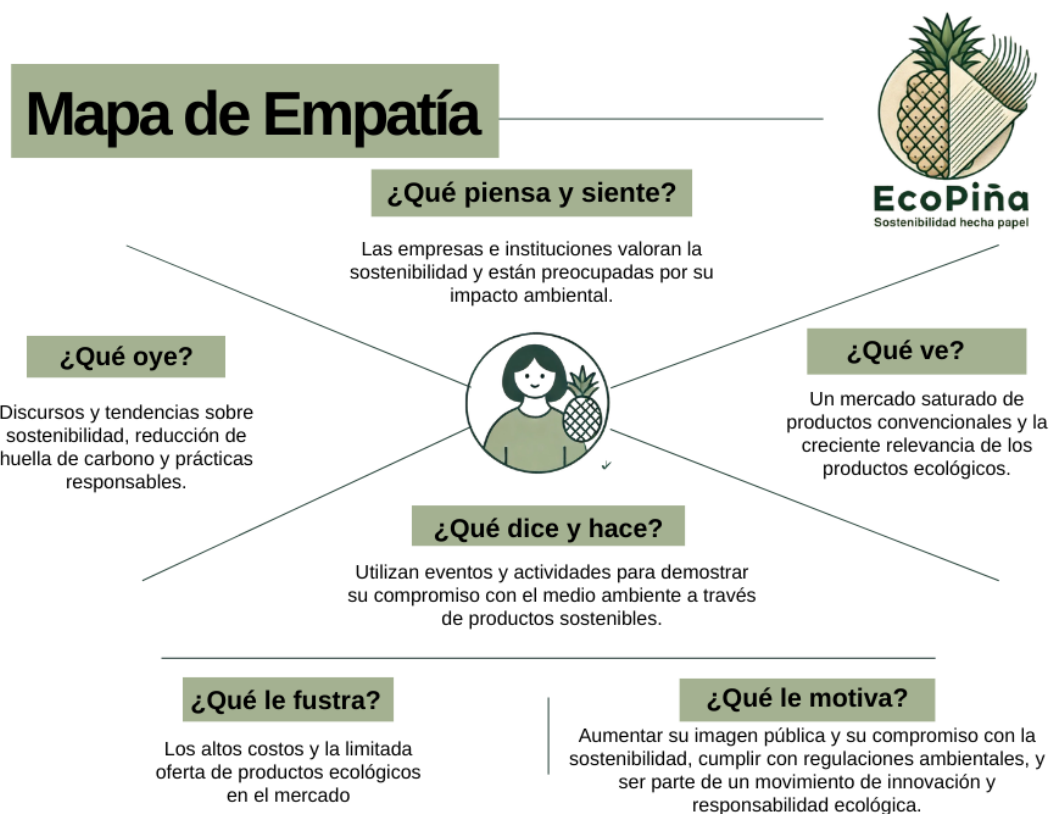 Mapa de Empatía
EcoPiña
Sostenibilidad hecha papel
¿Qué piensa y siente?
Las empresas e instituciones valoran la
sostenibilidad y están preocupadas por su
impacto ambiental.
¿Qué oye?
Discursos y tendencias sobre
sostenibilidad, reducción de
huella de carbono y prácticas
responsables.
¿Qué ve?
Un mercado saturado de
productos convencionales y la
creciente relevancia de los
productos ecológicos.
¿Qué dice y hace?
Utilizan eventos y actividades para demostrar
su compromiso con el medio ambiente a través
de productos sostenibles.
¿Qué le fustra?
Los altos costos y la limitada
oferta de productos ecológicos
en el mercado
¿Qué le motiva?
Aumentar su imagen pública y su compromiso con la
sostenibilidad, cumplir con regulaciones ambientales, y
ser parte de un movimiento de innovación y
responsabilidad ecológica.